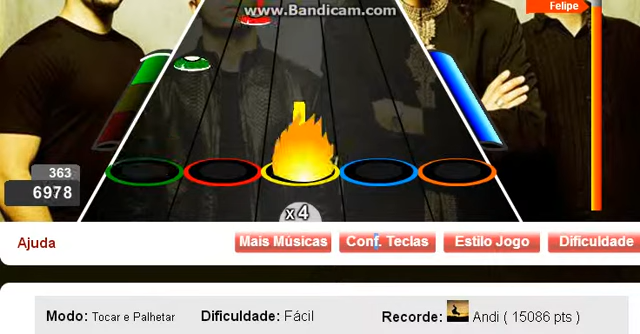 www.Bandicam.com
Felipe
363
6978
x4
Ajuda
Mais Músicas
Conf. Teclas
Estilo Jogo
Dificuldade
Modo: Tocar e Palhetar
Dificuldade: Fácil
Recorde: Andi ( 15086 pts )